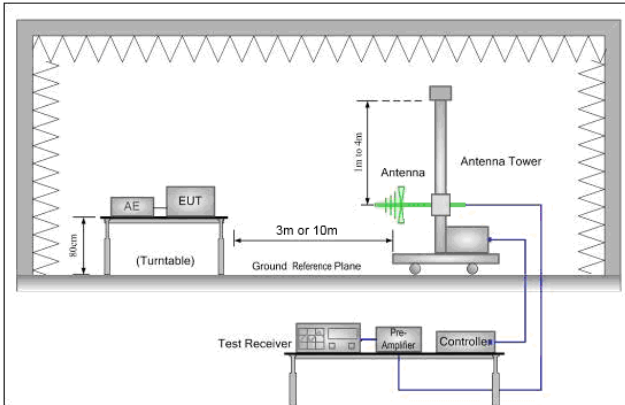 1m to 4m
Antenna
Antenna Tower
AE
EUT
3m or 10m
80cm
(Turntable)
Ground Reference Plane
Test Receiver
Pre-
Amplifier
Controller